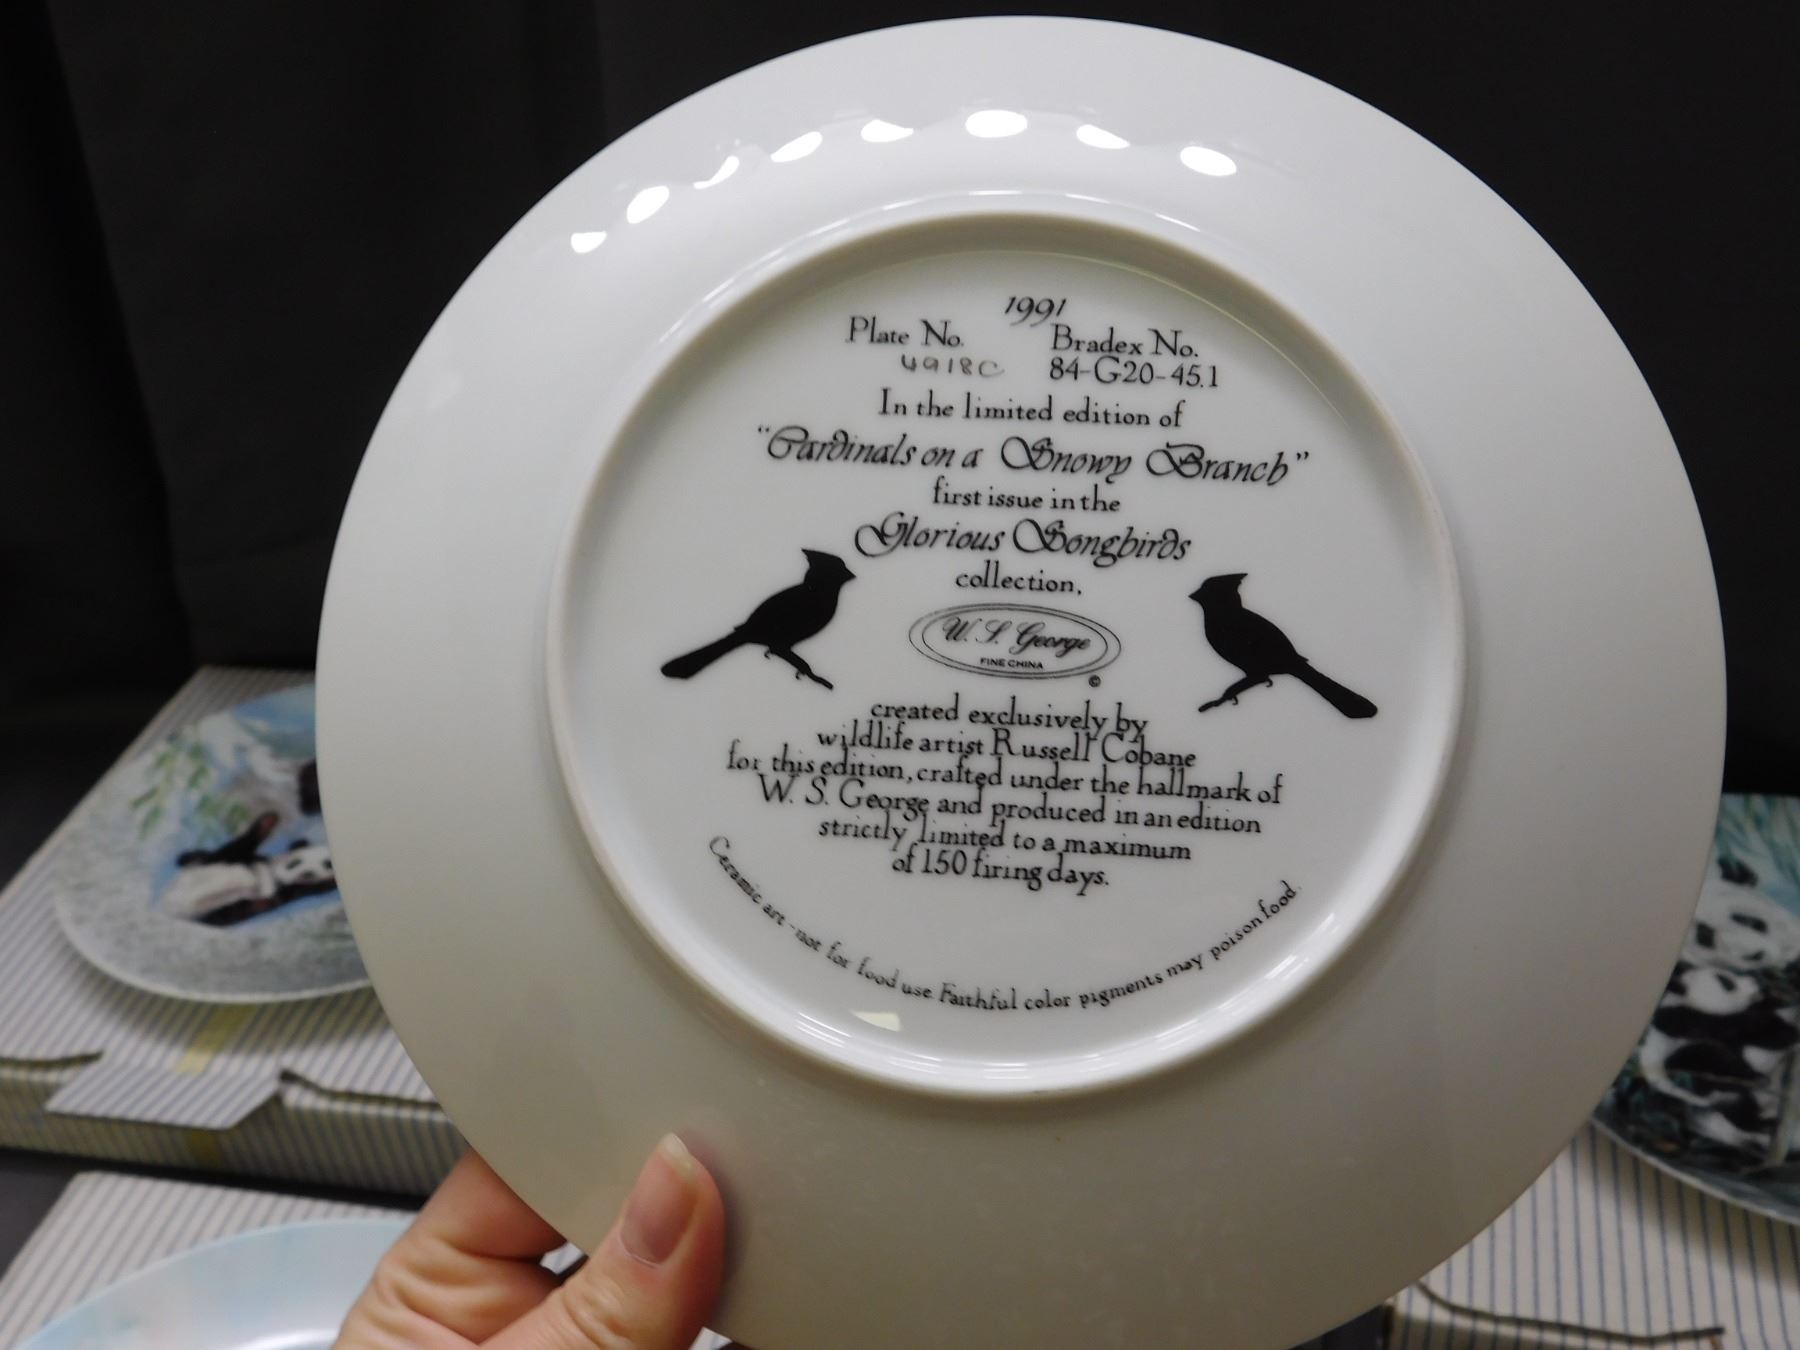 1991
Plate No. Bradex No.
4918C 84-G20-45.1
In the limited edition of
"Cardinals on a Snowy Branch"
first issue in the
Glorious Songbirds
collection,
W. S. George
FINE CHINA
©
created exclusively by
wildlife artist Russell Cobane
for this edition, crafted under the hallmark of
W. S. George and produced in an edition
strictly limited to a maximum
of 150 firing days.
Ceramic art - not for food use. Faithful color pigments may poison food.